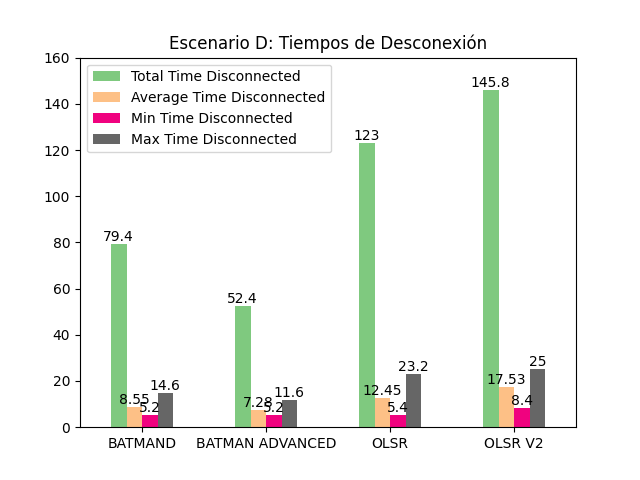 Escenario D: Tiempos de Desconexión
160
140
120
100
80
60
40
20
0
Total Time Disconnected
Average Time Disconnected
Min Time Disconnected
Max Time Disconnected
79.4
8.55
5.2
14.6
52.4
7.28
5.2
11.6
123
12.45
5.4
23.2
145.8
17.53
8.4
25
BATMAND
BATMAN ADVANCED
OLSR
OLSR V2